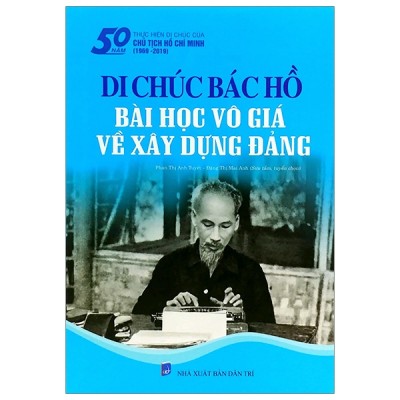 50 NĂM
THỰC HIỆN DI CHÚC CỦA
CHỦ TỊCH HỒ CHÍ MINH
(1969-2019)
DI CHÚC BÁC HỒ
BÀI HỌC VÔ GIÁ
VỀ XÂY DỰNG ĐẢNG
NHÀ XUẤT BẢN DÂN TRÍ